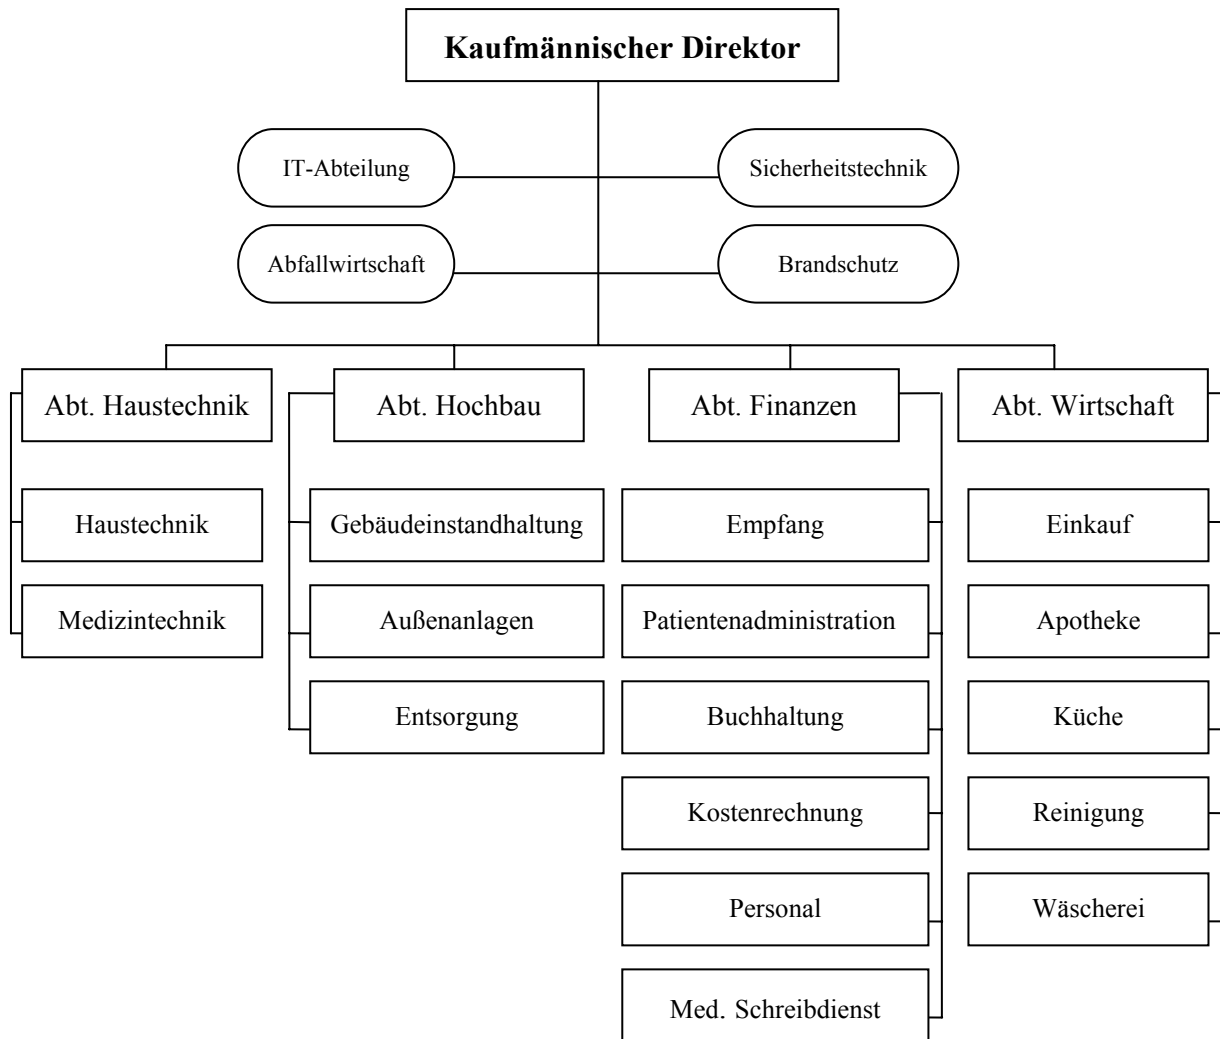 Kaufmännischer Direktor
IT-Abteilung
Sicherheitstechnik
Abfallwirtschaft
Brandschutz
Abt. Haustechnik
Abt. Hochbau
Abt. Finanzen
Abt. Wirtschaft
Haustechnik
Gebäudeinstandhaltung
Empfang
Einkauf
Medizintechnik
Außenanlagen
Patientenadministration
Apotheke
Entsorgung
Buchhaltung
Küche
Kostenrechnung
Reinigung
Personal
Wäscherei
Med. Schreibdienst